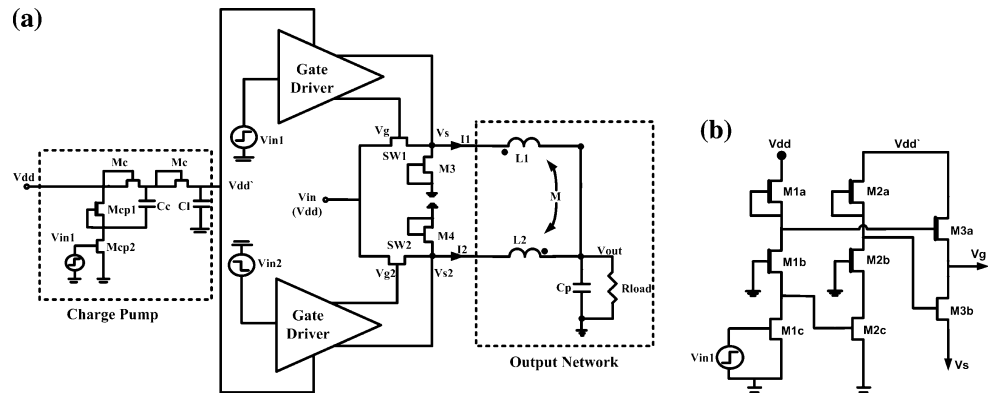 (a)
Gate
Driver
Vin1
Vg
Vs
I1
SW1
L1
M3
Vdd
Mc
Mc
Vdd`
Mcp1
Cc
Cl
Vin1
Mcp2
Charge Pump
Vin
(Vdd)
M
M4
SW2
I2
L2
Vout
Vin2
Vg2
Vs2
Cp
Rload
Gate
Driver
Output Network
(b)
Vdd
Vdd`
M1a
M2a
M3a
Vg
M1b
M2b
M3b
M1c
M2c
Vin1
Vs